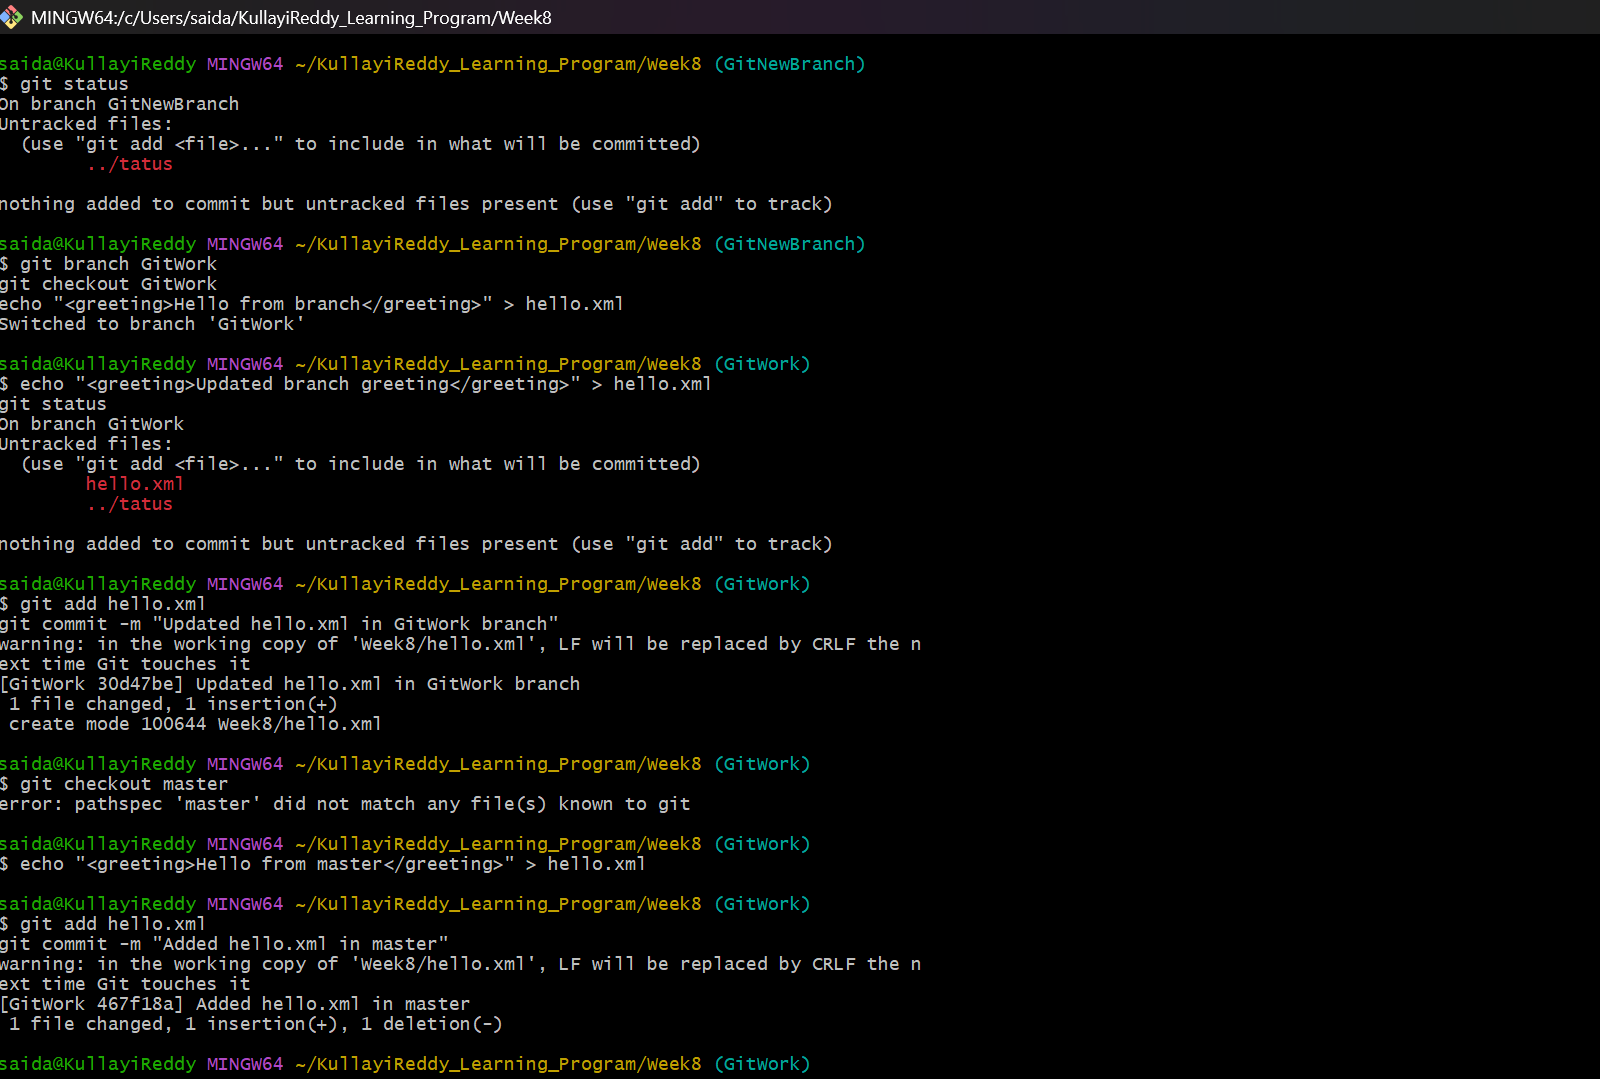 MINGW64:/c/Users/saida/KullayiReddy_Learning_Program/Week8
saida@KullayiReddy MINGW64 ~/KullayiReddy_Learning_Program/Week8 (GitNewBranch)
$ git status
On branch GitNewBranch
Untracked files:
  (use "git add <file>..." to include in what will be committed)
        ../tatus
nothing added to commit but untracked files present (use "git add" to track)
saida@KullayiReddy MINGW64 ~/KullayiReddy_Learning_Program/Week8 (GitNewBranch)
$ git branch GitWork
git checkout GitWork
echo "<greeting>Hello from branch</greeting>" > hello.xml
Switched to branch 'GitWork'
saida@KullayiReddy MINGW64 ~/KullayiReddy_Learning_Program/Week8 (GitWork)
$ echo "<greeting>Updated branch greeting</greeting>" > hello.xml
git status
On branch GitWork
Untracked files:
  (use "git add <file>..." to include in what will be committed)
        hello.xml
        ../tatus
nothing added to commit but untracked files present (use "git add" to track)
saida@KullayiReddy MINGW64 ~/KullayiReddy_Learning_Program/Week8 (GitWork)
$ git add hello.xml
git commit -m "Updated hello.xml in GitWork branch"
warning: in the working copy of 'Week8/hello.xml', LF will be replaced by CRLF the n
ext time Git touches it
[GitWork 30d47be] Updated hello.xml in GitWork branch
 1 file changed, 1 insertion(+)
 create mode 100644 Week8/hello.xml
saida@KullayiReddy MINGW64 ~/KullayiReddy_Learning_Program/Week8 (GitWork)
$ git checkout master
error: pathspec 'master' did not match any file(s) known to git
saida@KullayiReddy MINGW64 ~/KullayiReddy_Learning_Program/Week8 (GitWork)
$ echo "<greeting>Hello from master</greeting>" > hello.xml
saida@KullayiReddy MINGW64 ~/KullayiReddy_Learning_Program/Week8 (GitWork)
$ git add hello.xml
git commit -m "Added hello.xml in master"
warning: in the working copy of 'Week8/hello.xml', LF will be replaced by CRLF the n
ext time Git touches it
[GitWork 467f18a] Added hello.xml in master
 1 file changed, 1 insertion(+), 1 deletion(-)
saida@KullayiReddy MINGW64 ~/KullayiReddy_Learning_Program/Week8 (GitWork)